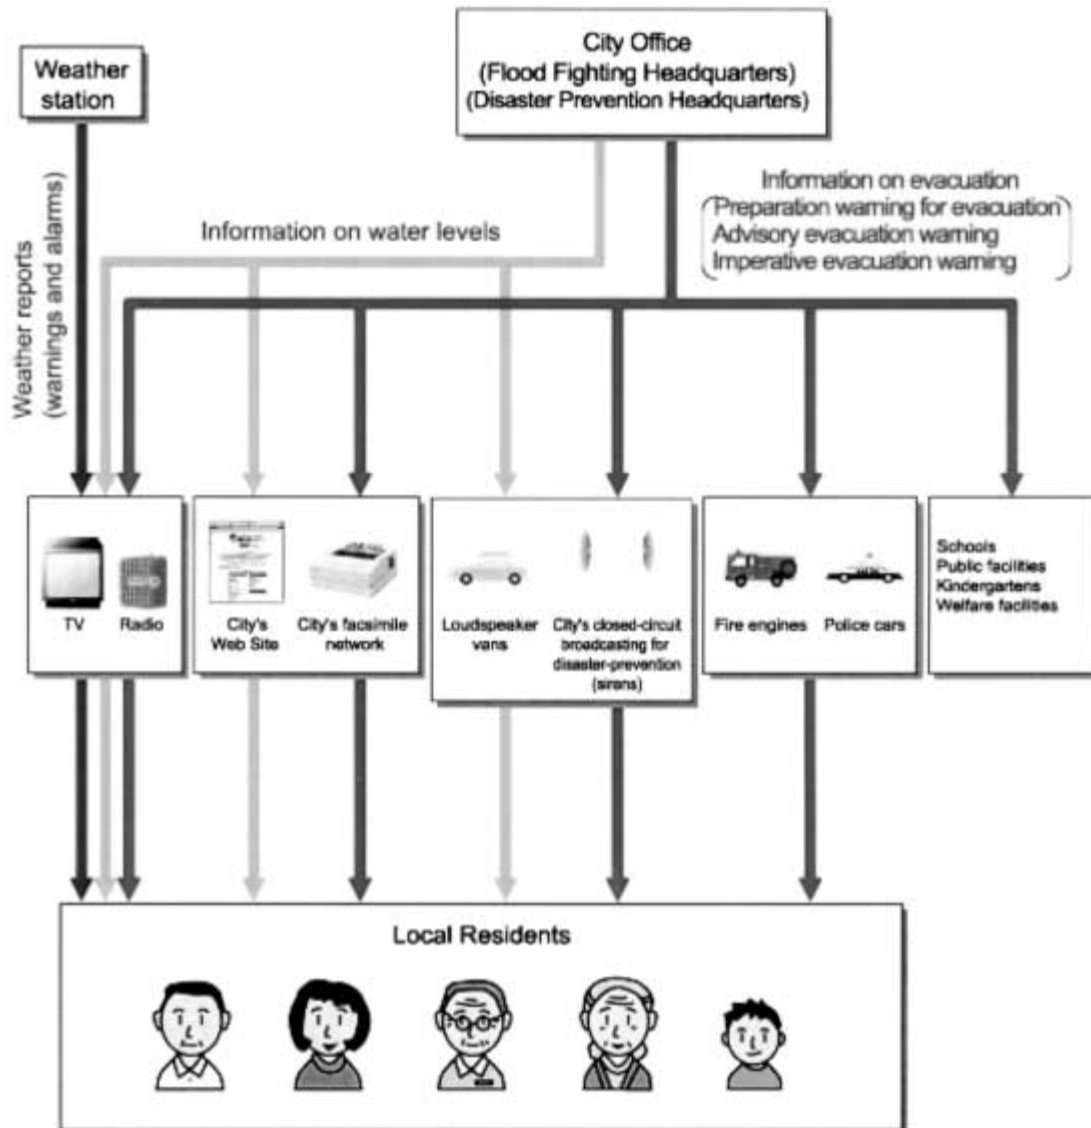 Weather
station
City Office
(Flood Fighting Headquarters)
(Disaster Prevention Headquarters)
Weather reports
(warnings and alarms)
Information on water levels
Information on evacuation
Preparation warning for evacuation
Advisory evacuation warning
Imperative evacuation warning
TV
Radio
City's
Web Site
City's facsimile
network
Loudspeaker
vans
City's closed-circuit
broadcasting for
disaster-prevention
(sirens)
Fire engines
Police cars
Schools
Public facilities
Kindergartens
Welfare facilities
Local Residents